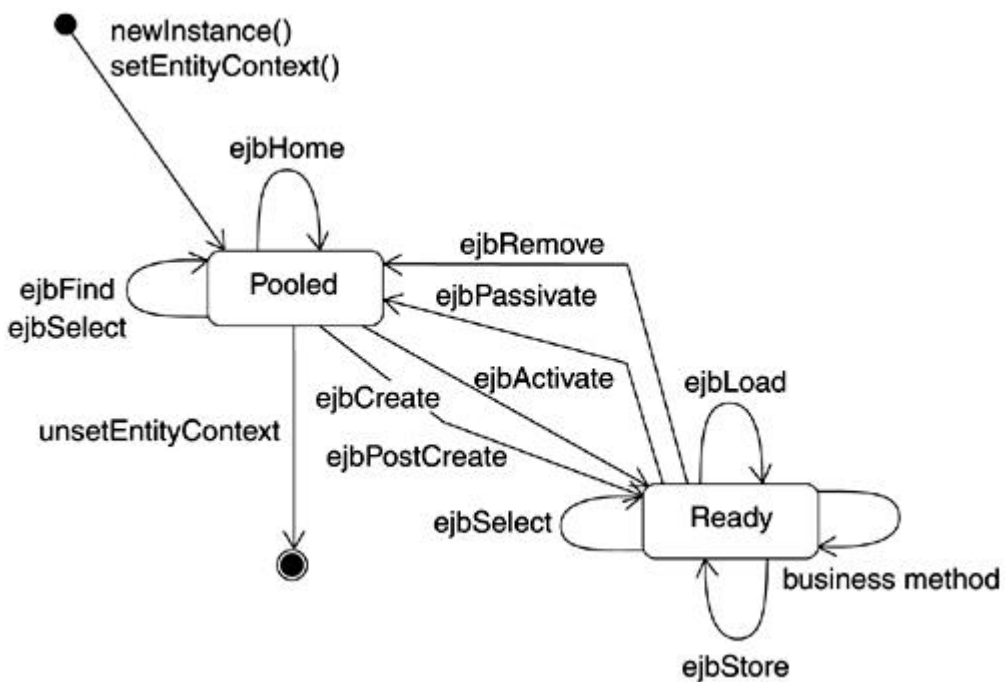 newInstance()
setEntityContext()
ejbHome
ejbRemove
ejbFind
ejbSelect
Pooled
ejbPassivate
ejbActivate
ejbLoad
ejbCreate
unsetEntityContext
ejbPostCreate
ejbSelect
Ready
business method
ejbStore